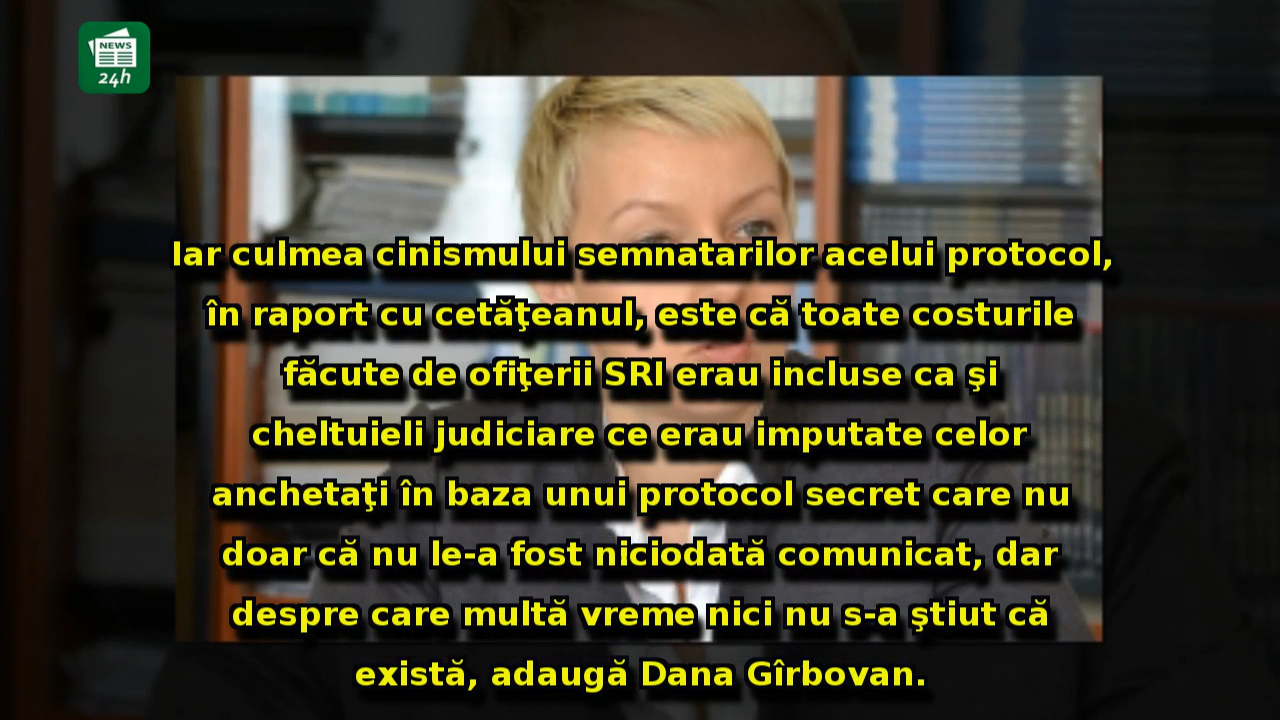 NEWS
24h
Iar culmea cinismului semnatarilor acelui protocol,
în raport cu cetăţeanul, este că toate costurile
făcute de ofiţerii SRI erau incluse ca şi
cheltuieli judiciare ce erau imputate celor
anchetaţi în baza unui protocol secret care nu
doar că nu le-a fost niciodată comunicat, dar
despre care multă vreme nici nu s-a ştiut că
există, adaugă Dana Gîrbovan.